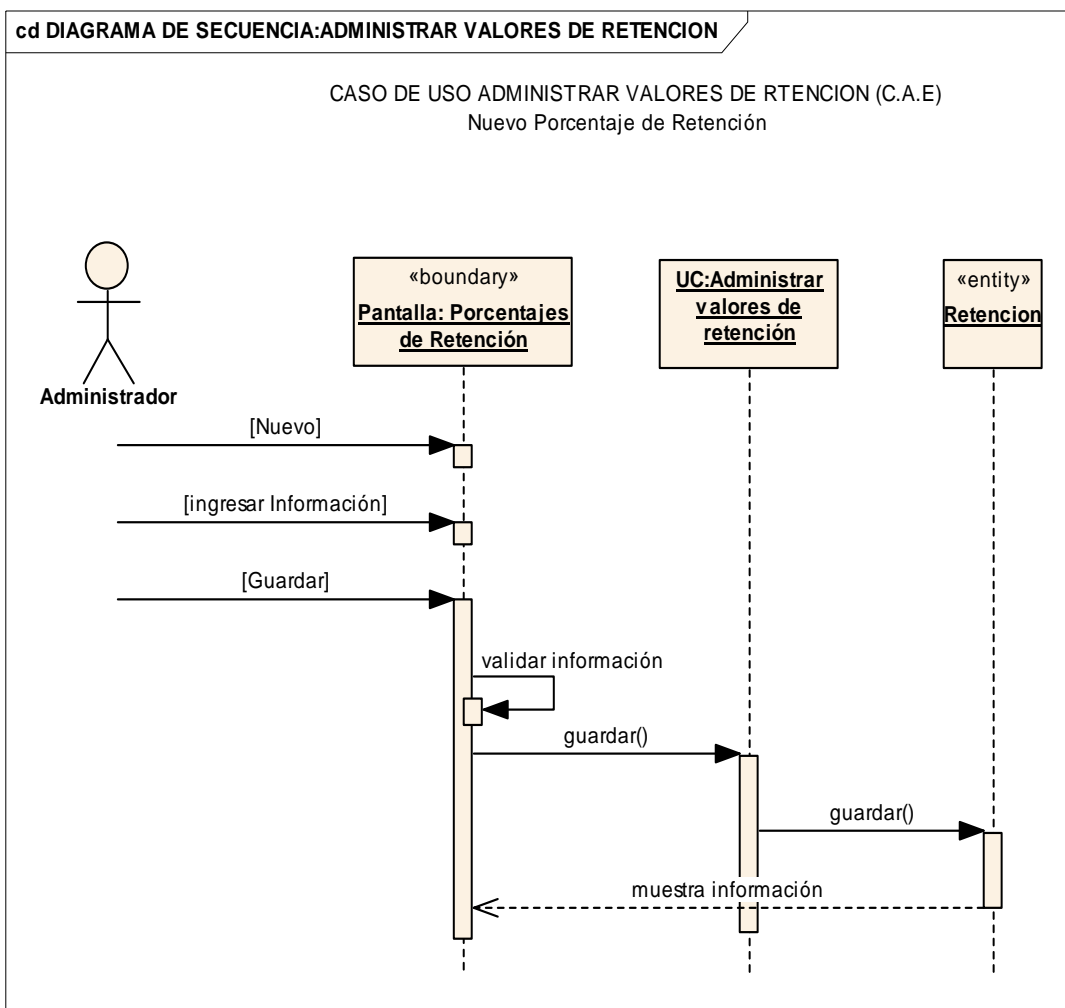 cd DIAGRAMA DE SECUENCIA:ADMINISTRAR VALORES DE RETENCION
CASO DE USO ADMINISTRAR VALORES DE RTENCION (C.A.E)
Nuevo Porcentaje de Retención
Administrador
«boundary»
Pantalla: Porcentajes
de Retención
UC:Administrar
valores de
retención
«entity»
Retencion
[Nuevo]
[ingresar Información]
[Guardar]
validar información
guardar()
guardar()
muestra información